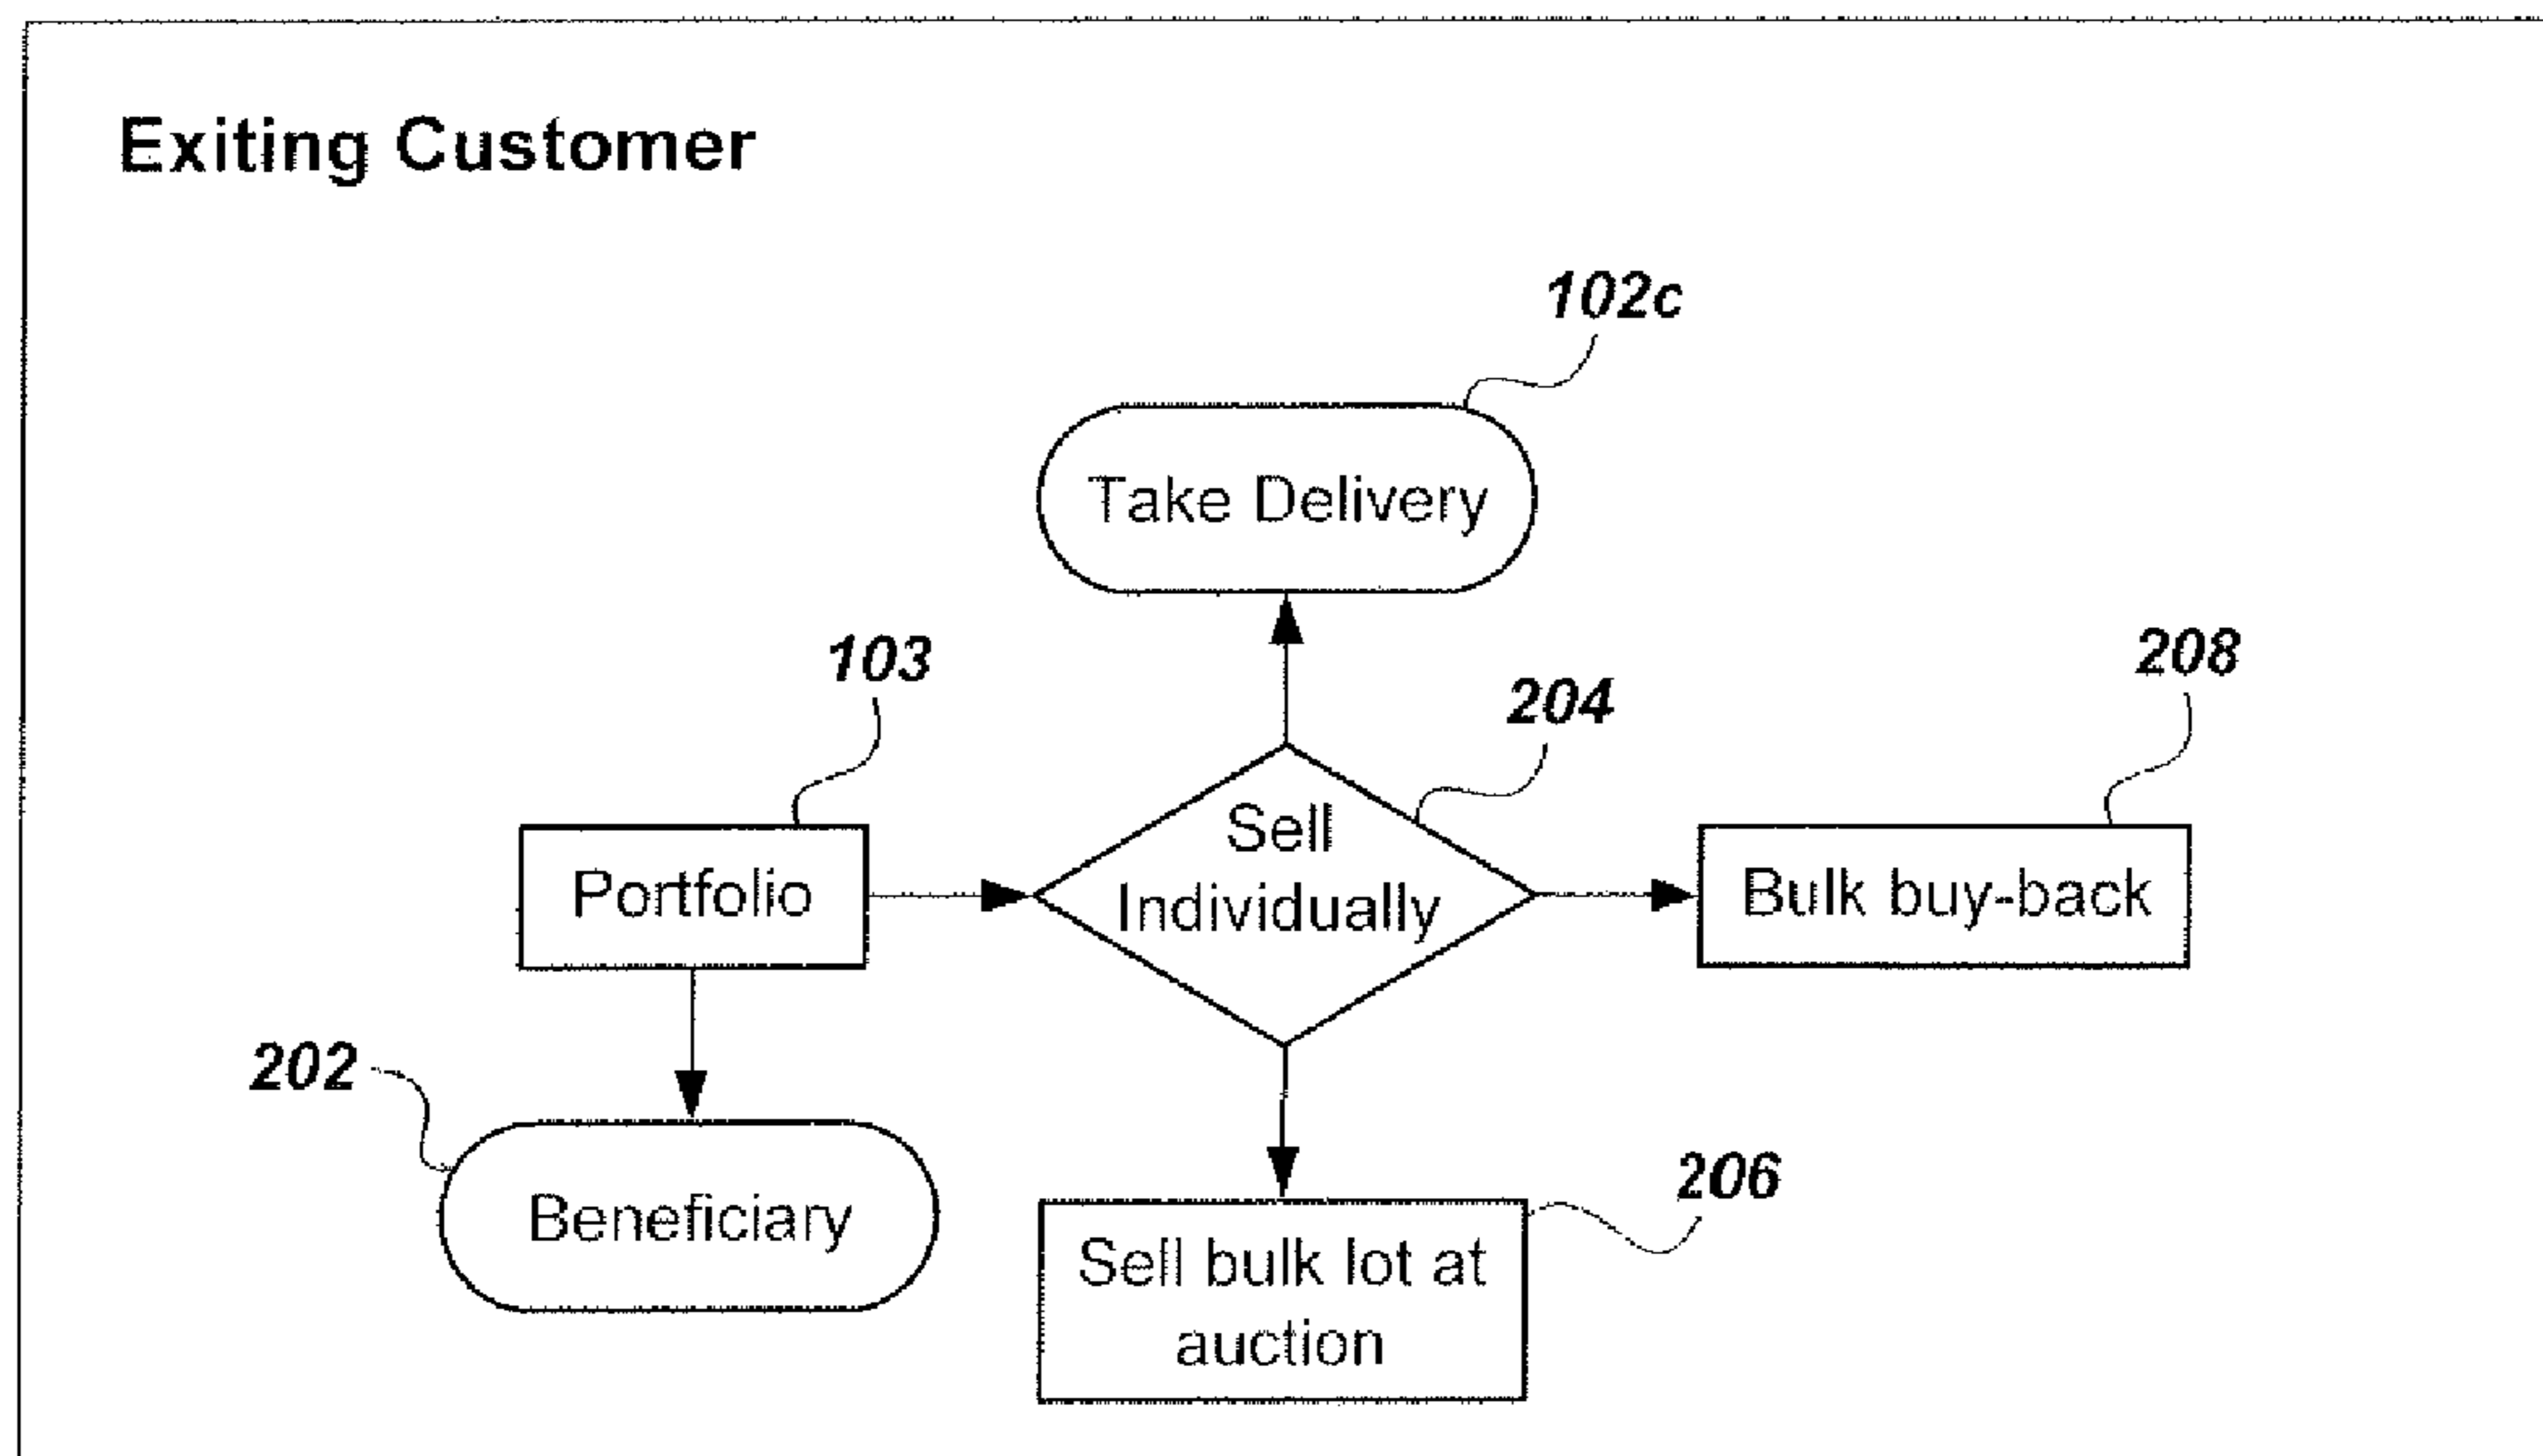 Exiting Customer
102c
Take Delivery
103
204
208
Portfolio
Sell
Individually
Bulk buy-back
202
Beneficiary
206
Sell bulk lot at
auction